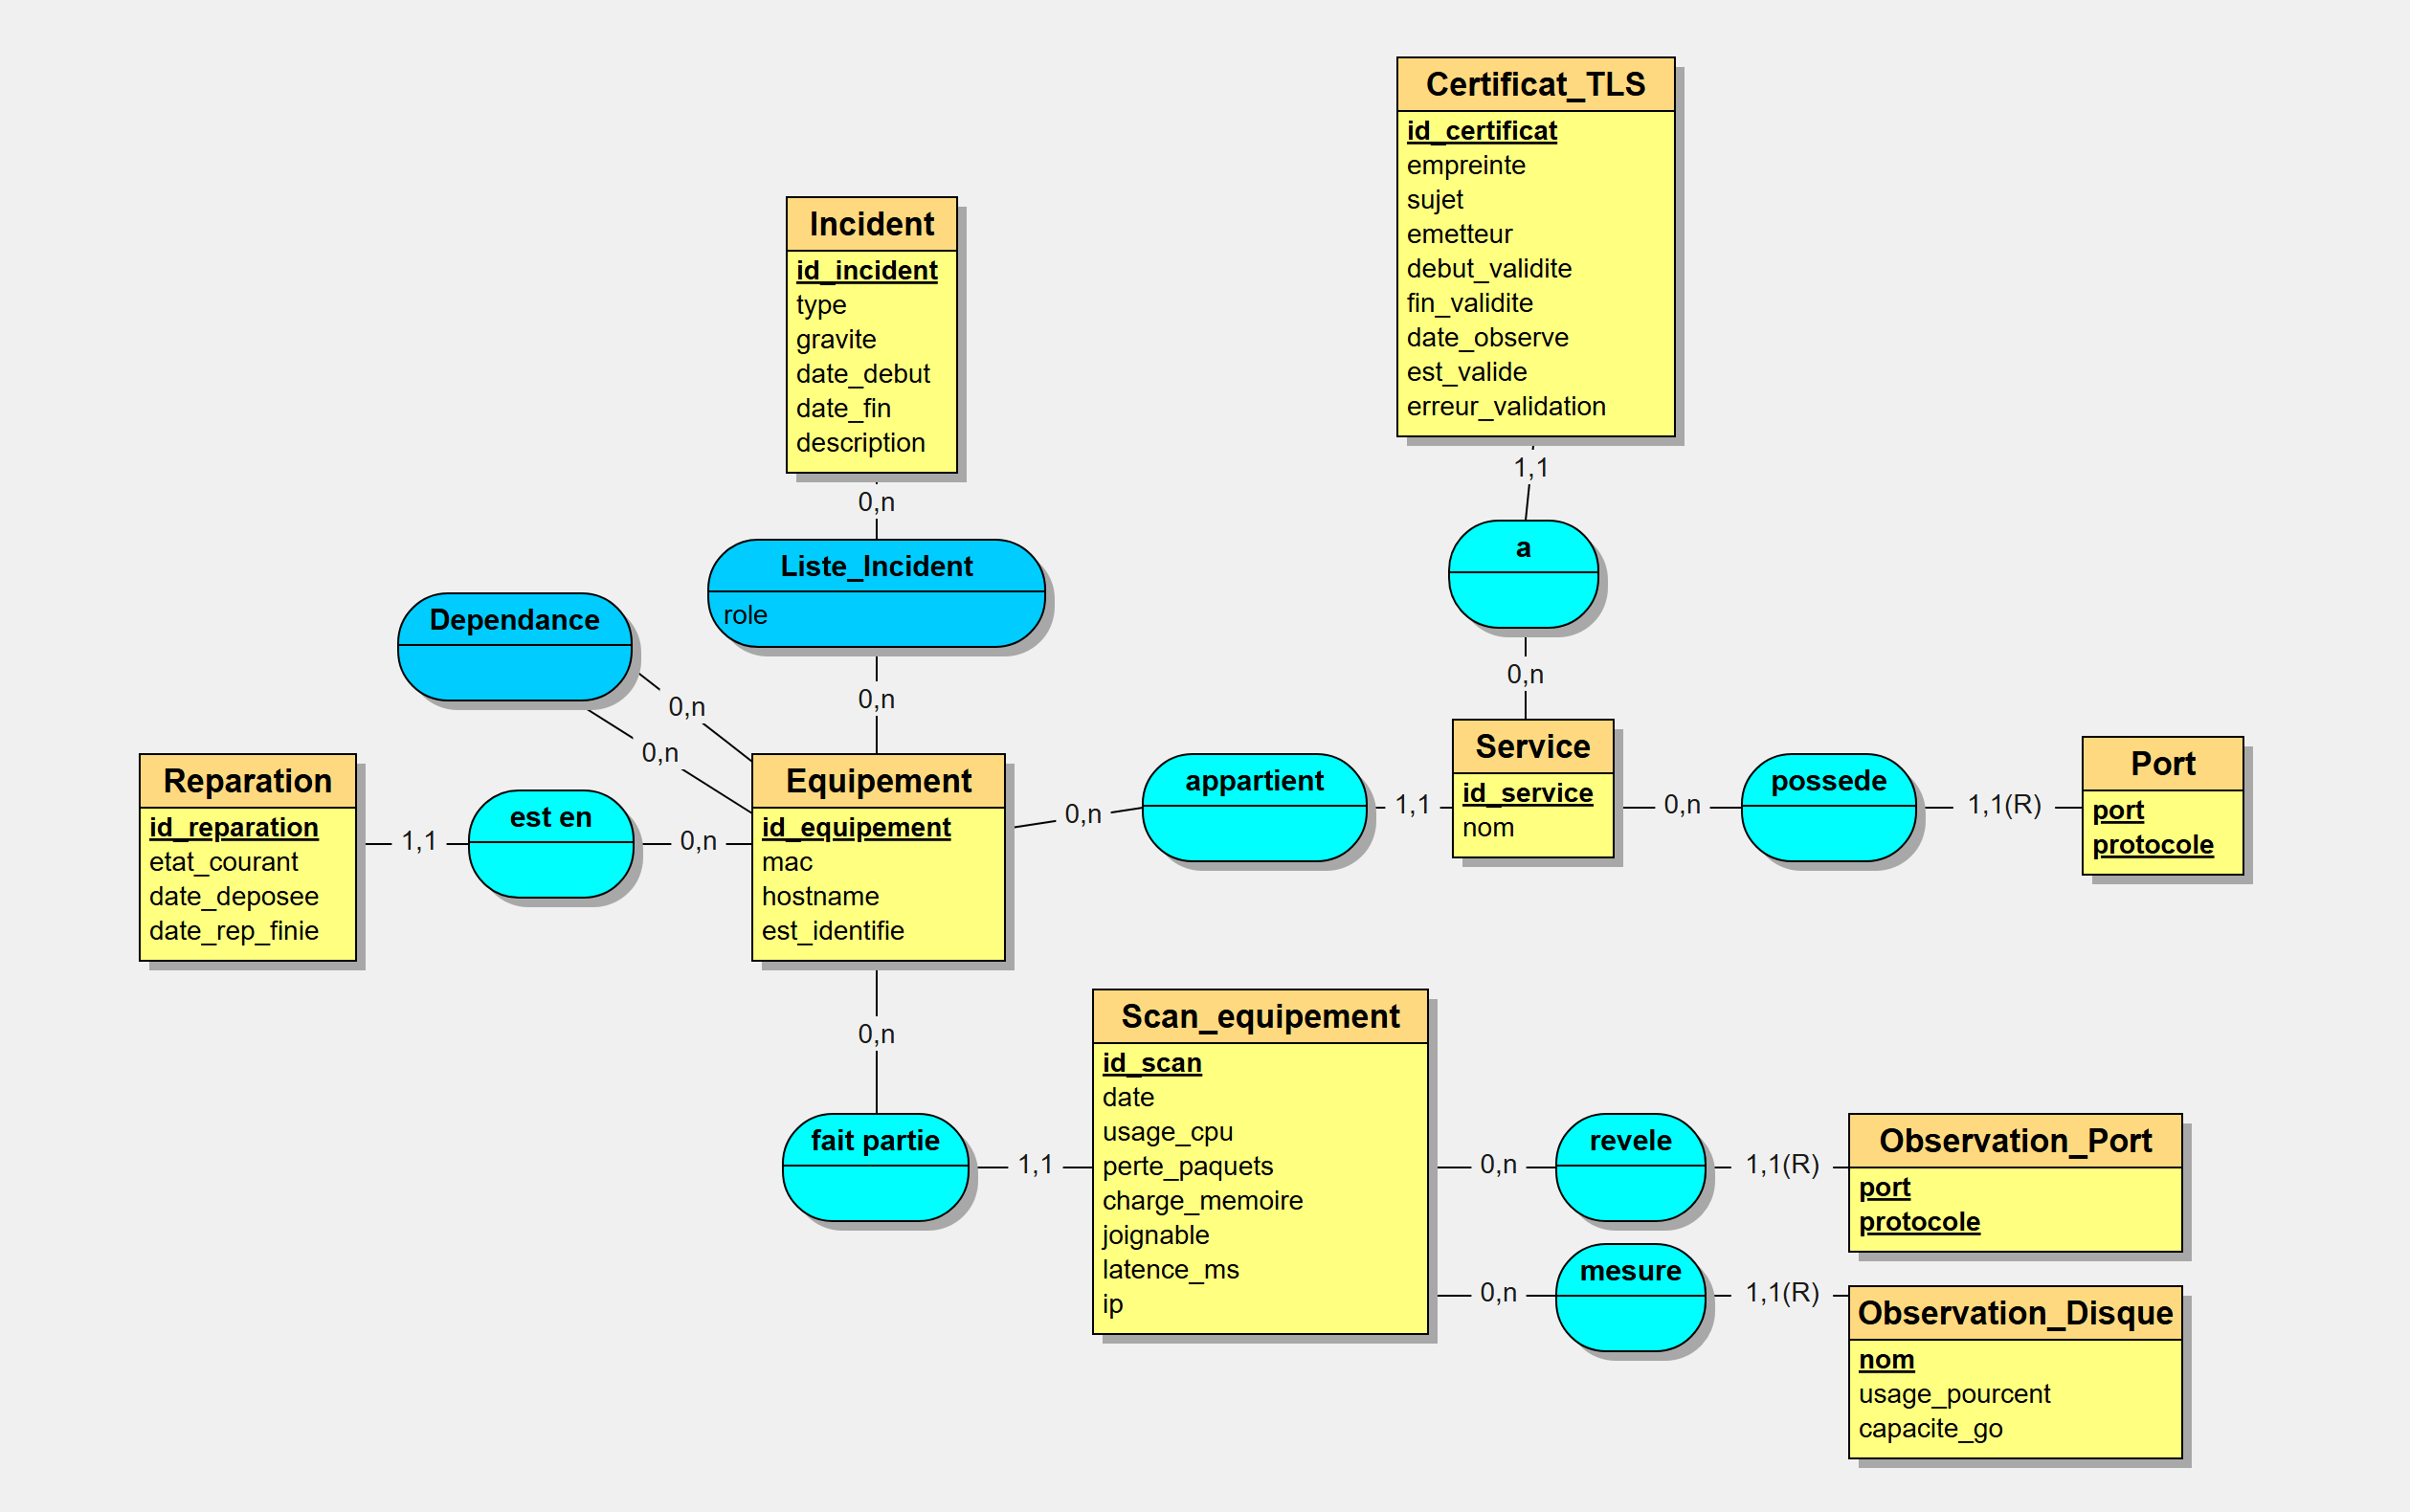 Certificat_TLS
id_certificat
empreinte
sujet
emetteur
debut_validite
fin_validite
date_observe
est_valide
erreur_validation
Incident
id_incident
type
gravite
date_debut
date_fin
description
1,1
0,n
a
Liste_Incident
role
Dependance
0,n
0,n
0,n
0,n
Reparation
id_reparation
etat_courant
date_deposee
date_rep_finie
1,1
est en
0,n
Equipement
id_equipement
mac
hostname
est_identifie
0,n
appartient
1,1
Service
id_service
nom
0,n
possede
1,1(R)
Port
port
protocole
0,n
fait partie
1,1
Scan_equipement
id_scan
date
usage_cpu
perte_paquets
charge_memoire
joignable
latence_ms
ip
0,n
revele
1,1(R)
Observation_Port
port
protocole
0,n
mesure
1,1(R)
Observation_Disque
nom
usage_pourcent
capacite_go